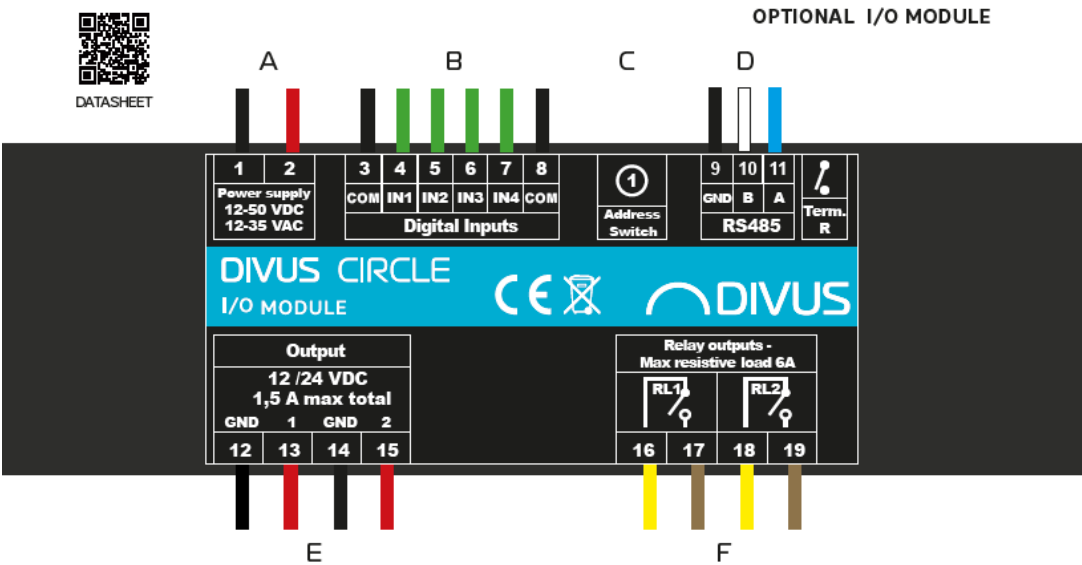 OPTIONAL I/O MODULE
DATASHEET
A B C D
1 2 3 4 5 6 7 8 1 9 10 11
Power supply
12-50 VDC
12-35 VAC
COM IN1 IN2 IN3 IN4 COM
Digital Inputs
Address
Switch
GND B A
RS485
Term.
R
DIVUS CIRCLE
I/O MODULE
CE
DIVUS
Output
12 /24 VDC
1,5 A max total
GND 1 GND 2
12 13 14 15
Relay outputs -
Max resistive load 6A
RL1 RL2
16 17 18 19
E F